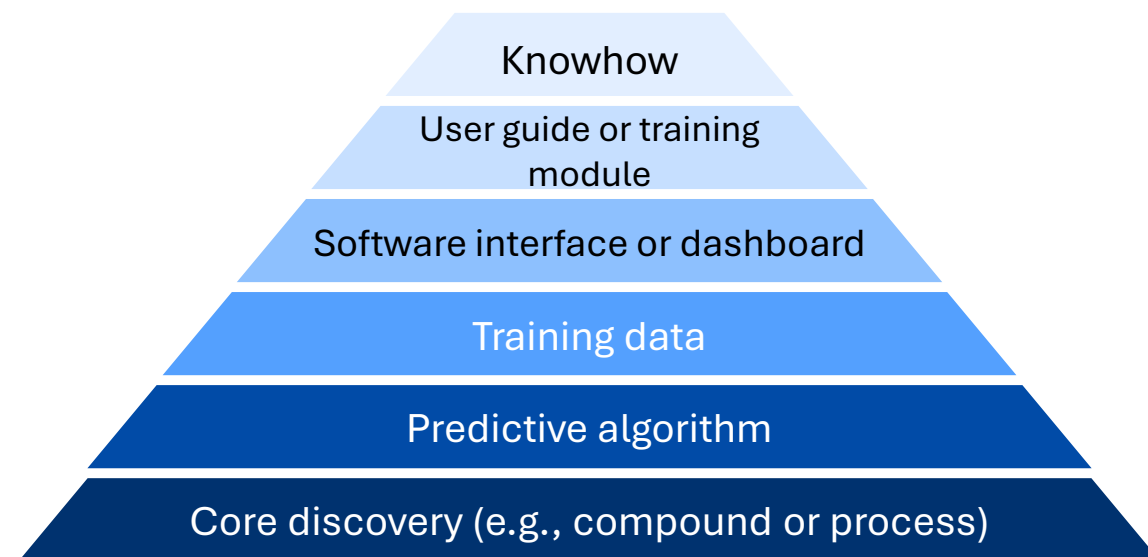 Knowhow
User guide or training
module
Software interface or dashboard
Training data
Predictive algorithm
Core discovery (e.g., compound or process)